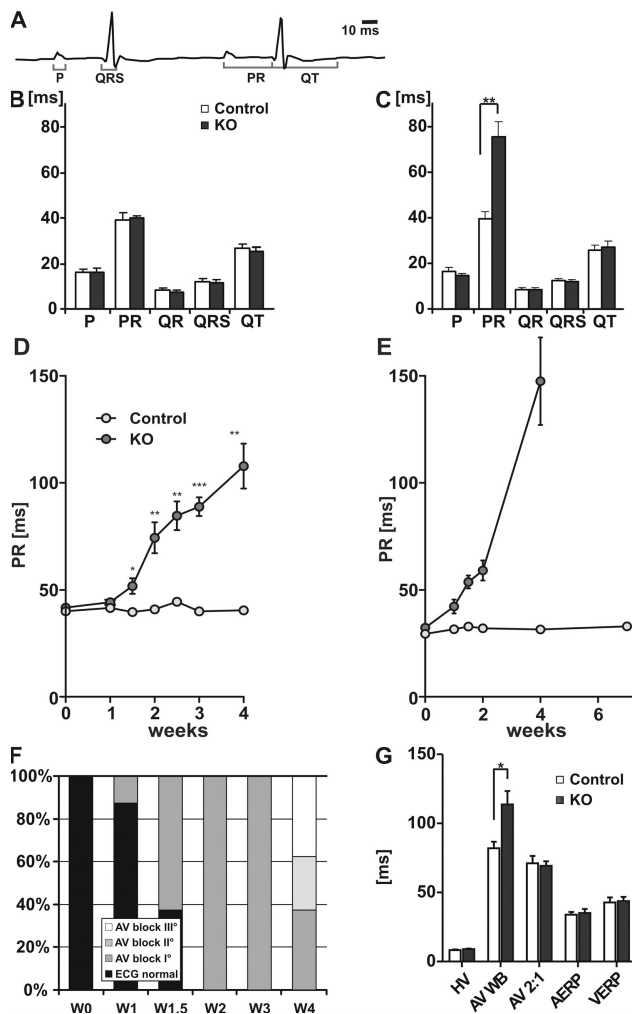 A
10 ms
P
QRS
PR
QT
B
[ms]
Control
KO
80
60
40
20
P
PR
QR
QRS
QT
C
[ms]
**
80
60
40
20
P
PR
QR
QRS
QT
D
150
100
50
0
PR [ms]
Control
KO
*
**
**
***
**
0
1
2
3
4
weeks
E
150
100
50
0
PR [ms]
0
2
4
6
weeks
F
100%
80%
60%
40%
20%
0%
AV block III°
AV block II°
AV block I°
ECG normal
W0
W1
W1.5
W2
W3
W4
G
150
100
50
0
[ms]
*
Control
KO
HV
AV WB
AV 2:1
AERP
VERP